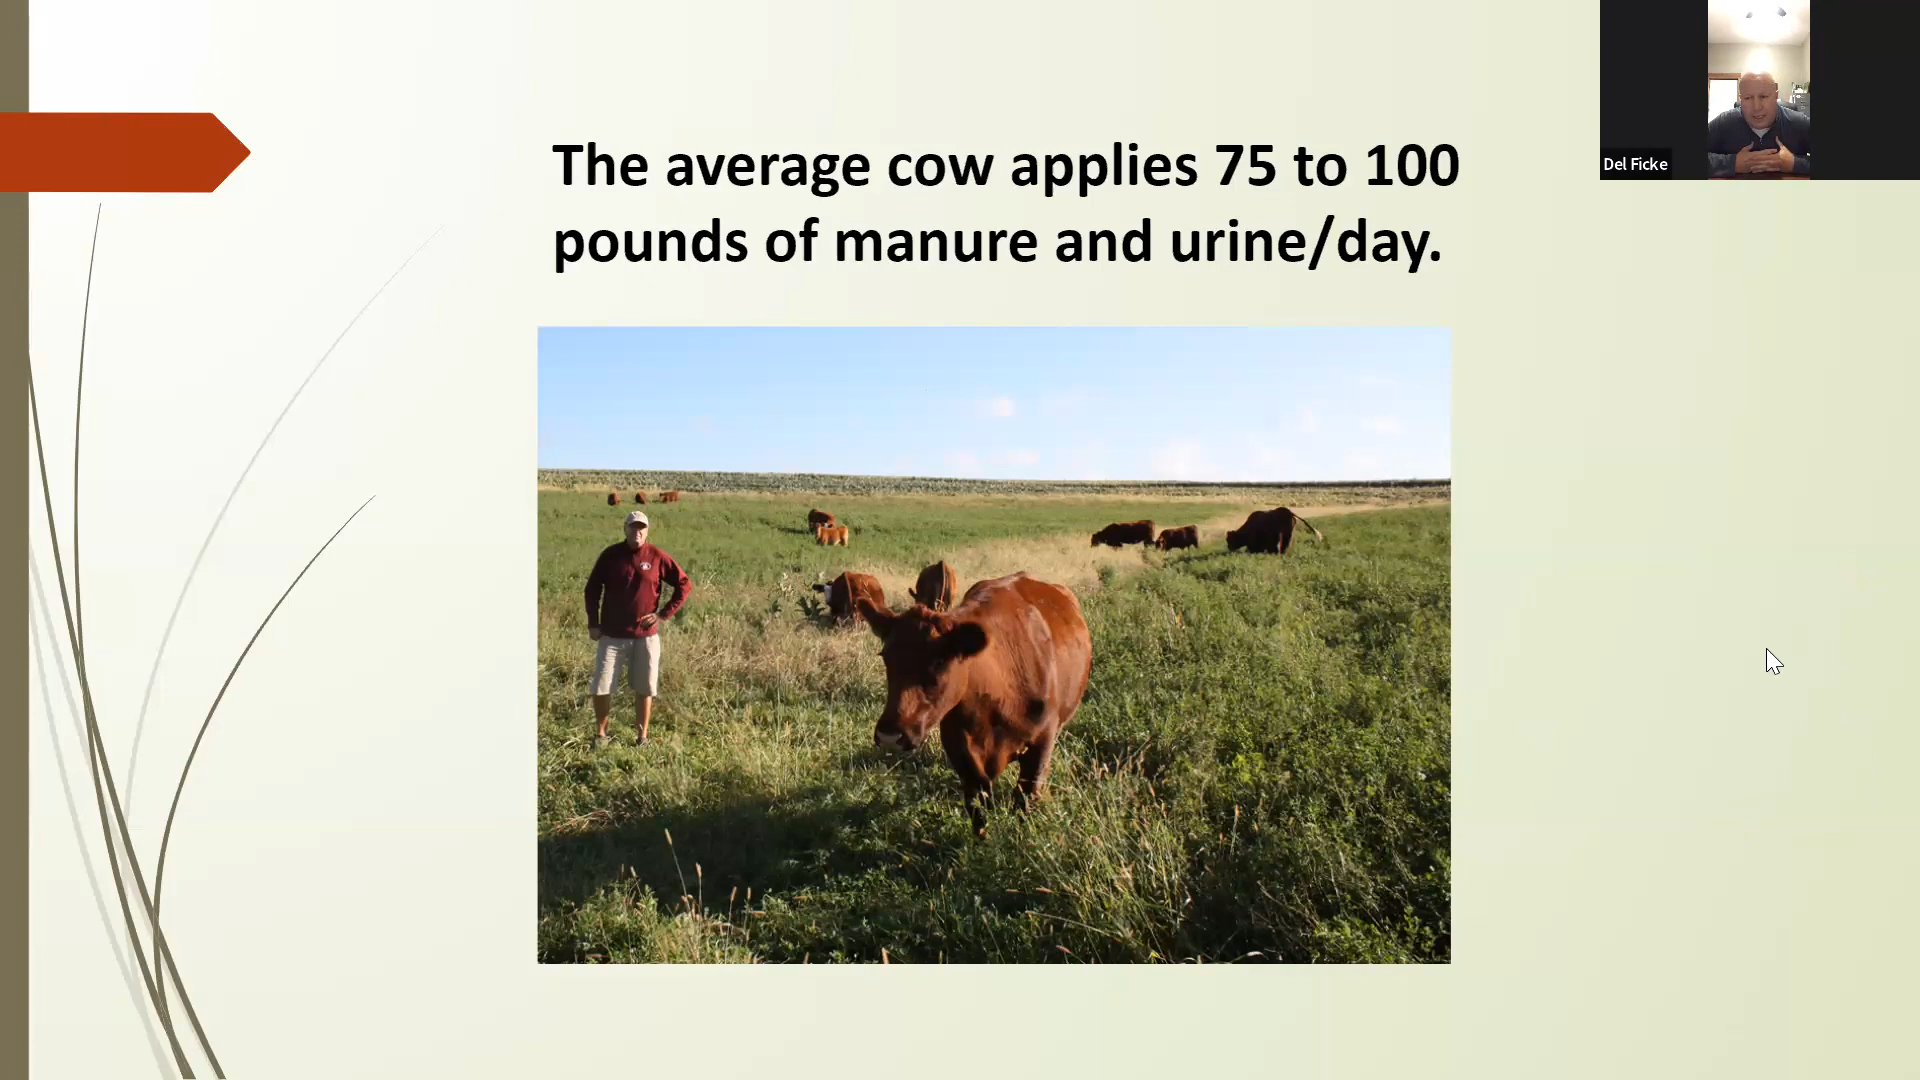 The average cow applies 75 to 100
pounds of manure and urine/day.
Del Ficke